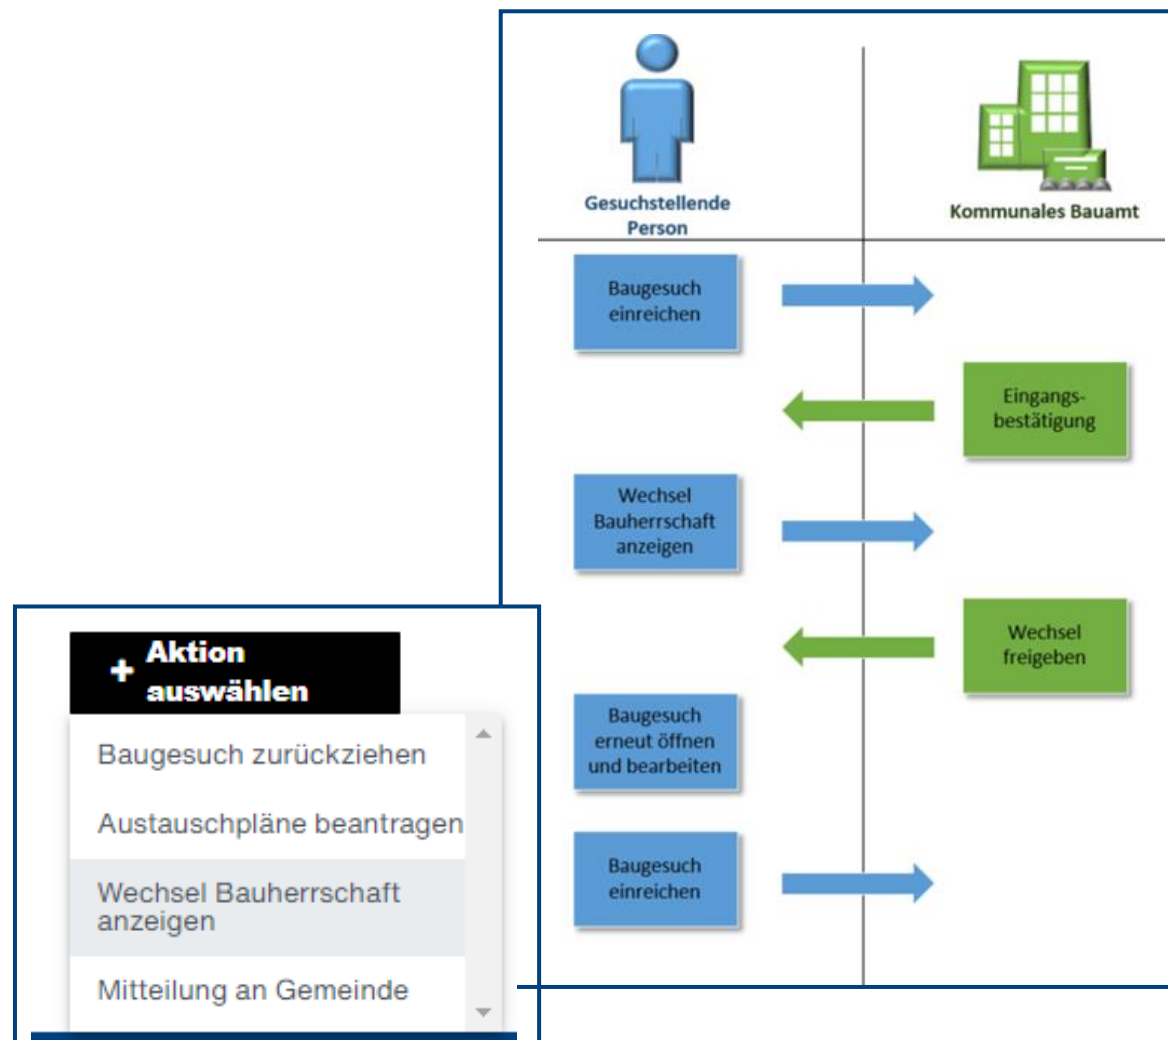 Gesuchstellende
Person
Kommunales Bauamt
Baugesuch
einreichen
Eingangs-
bestätigung
Wechsel
Bauherrschaft
anzeigen
Wechsel
freigeben
Baugesuch
erneut öffnen
und bearbeiten
Baugesuch
einreichen
+ Aktion
auswählen
Baugesuch zurückziehen
Austauschpläne beantragen
Wechsel Bauherrschaft
anzeigen
Mitteilung an Gemeinde